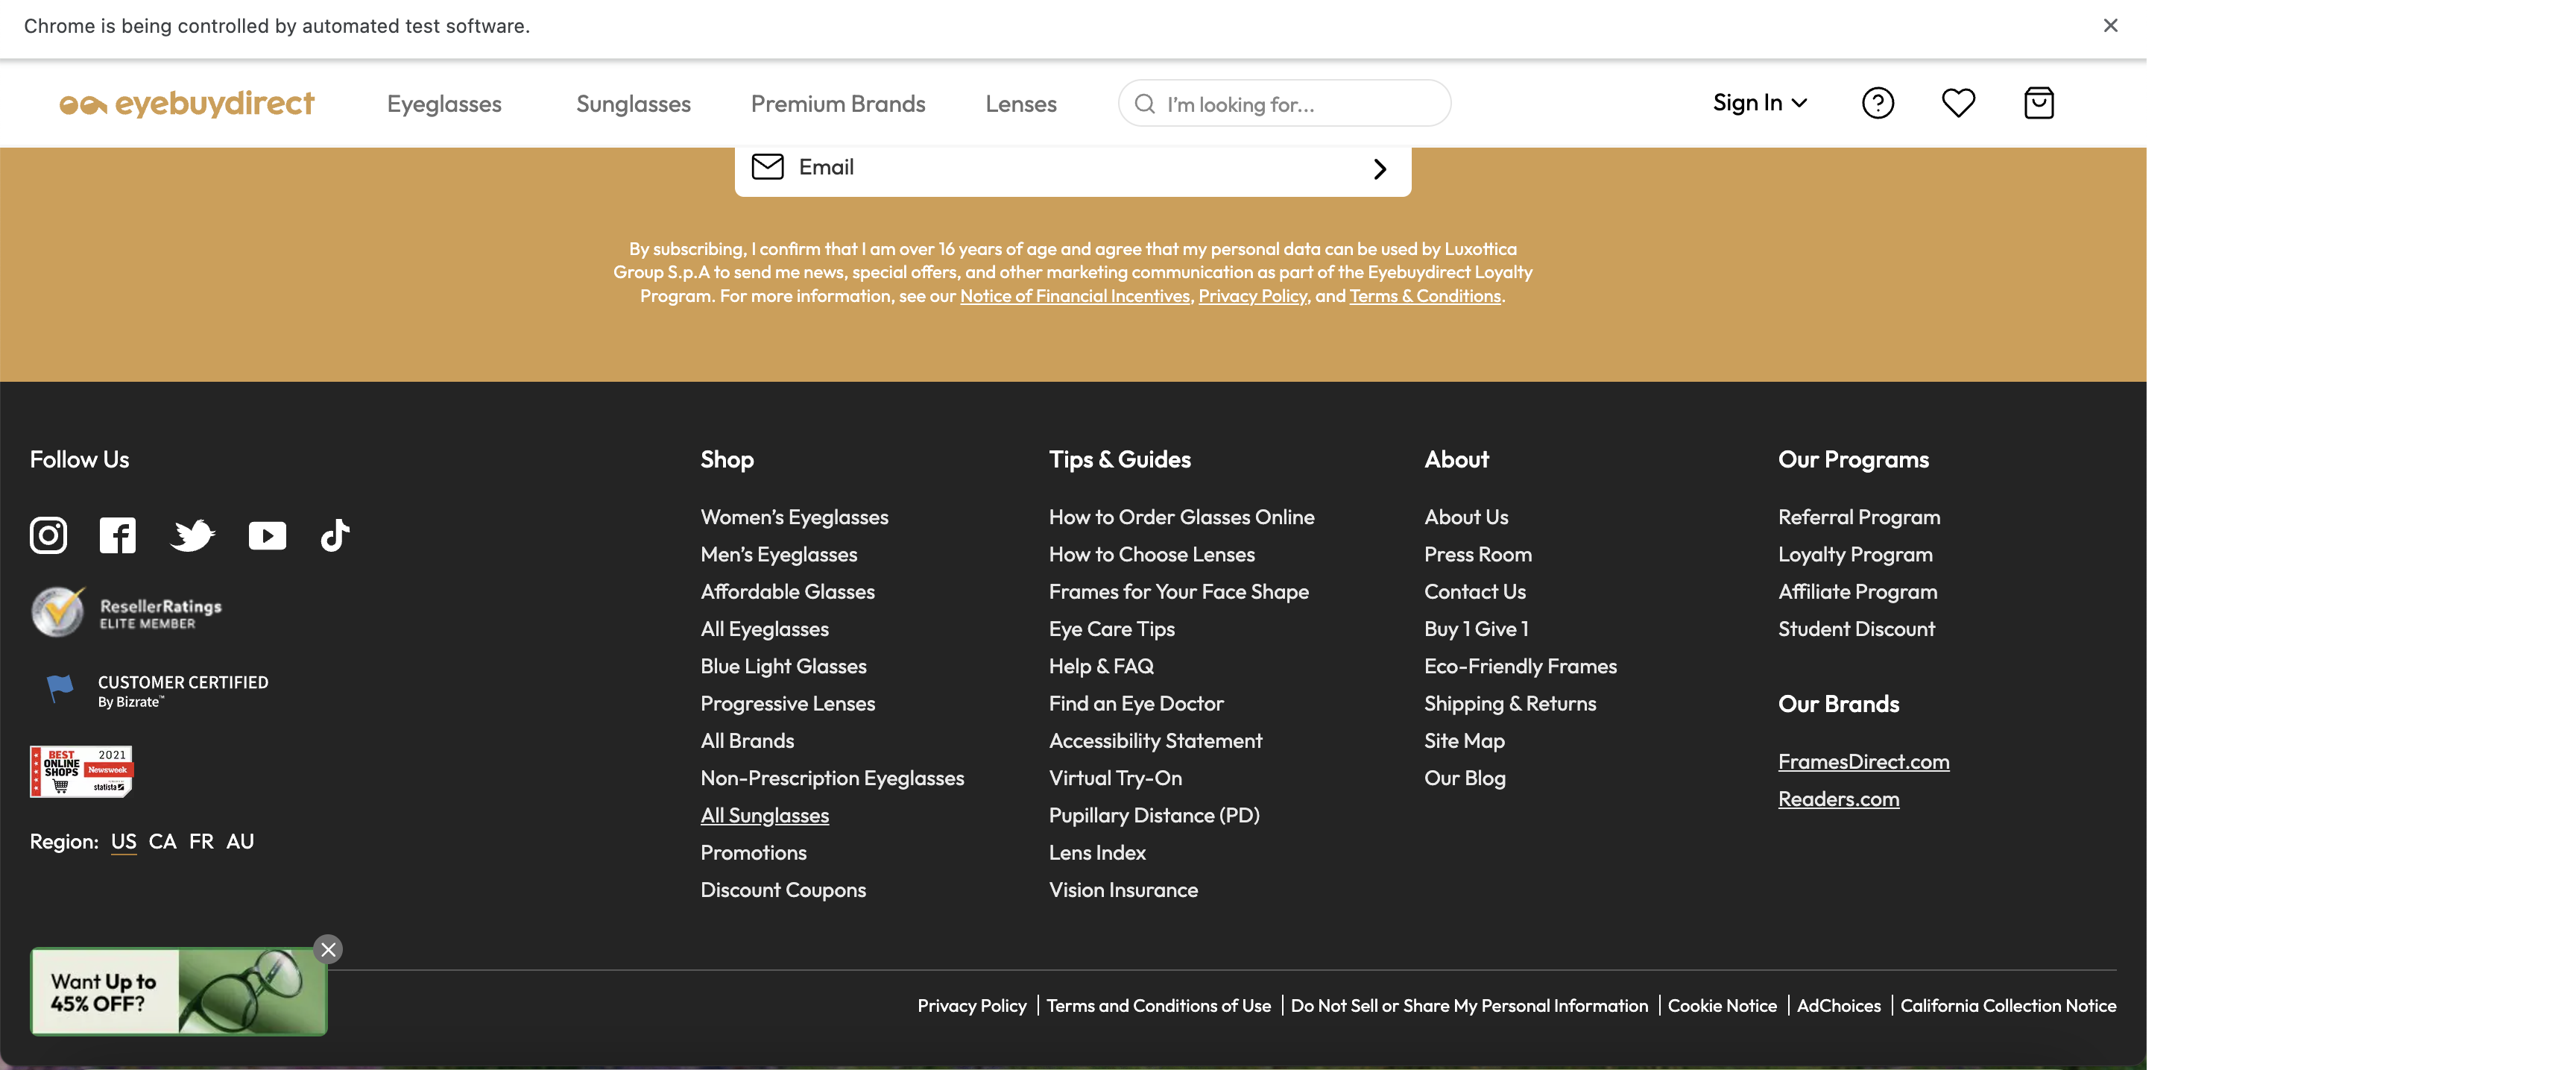 Chrome is being controlled by automated test software.
eyebuydirect
Eyeglasses
Sunglasses
Premium Brands
Lenses
I'm looking for...
Sign In
Email
By subscribing, I confirm that I am over 16 years of age and agree that my personal data can be used by Luxottica
Group S.p.A to send me news, special offers, and other marketing communication as part of the Eyebuydirect Loyalty
Program. For more information, see our Notice of Financial Incentives, Privacy Policy, and Terms & Conditions.
Follow Us
ResellerRatings
ELITE MEMBER
CUSTOMER CERTIFIED
By Bizrate™
BEST
ONLINE
SHOPS
2021
Newsweek
statista
Region: US CA FR AU
Shop
Women's Eyeglasses
Men's Eyeglasses
Affordable Glasses
All Eyeglasses
Blue Light Glasses
Progressive Lenses
All Brands
Non-Prescription Eyeglasses
All Sunglasses
Promotions
Discount Coupons
Tips & Guides
How to Order Glasses Online
How to Choose Lenses
Frames for Your Face Shape
Eye Care Tips
Help & FAQ
Find an Eye Doctor
Accessibility Statement
Virtual Try-On
Pupillary Distance (PD)
Lens Index
Vision Insurance
About
About Us
Press Room
Contact Us
Buy 1 Give 1
Eco-Friendly Frames
Shipping & Returns
Site Map
Our Blog
Our Programs
Referral Program
Loyalty Program
Affiliate Program
Student Discount
Our Brands
FramesDirect.com
Readers.com
Want Up to
45% OFF?
Privacy Policy
Terms and Conditions of Use
Do Not Sell or Share My Personal Information
Cookie Notice
AdChoices
California Collection Notice